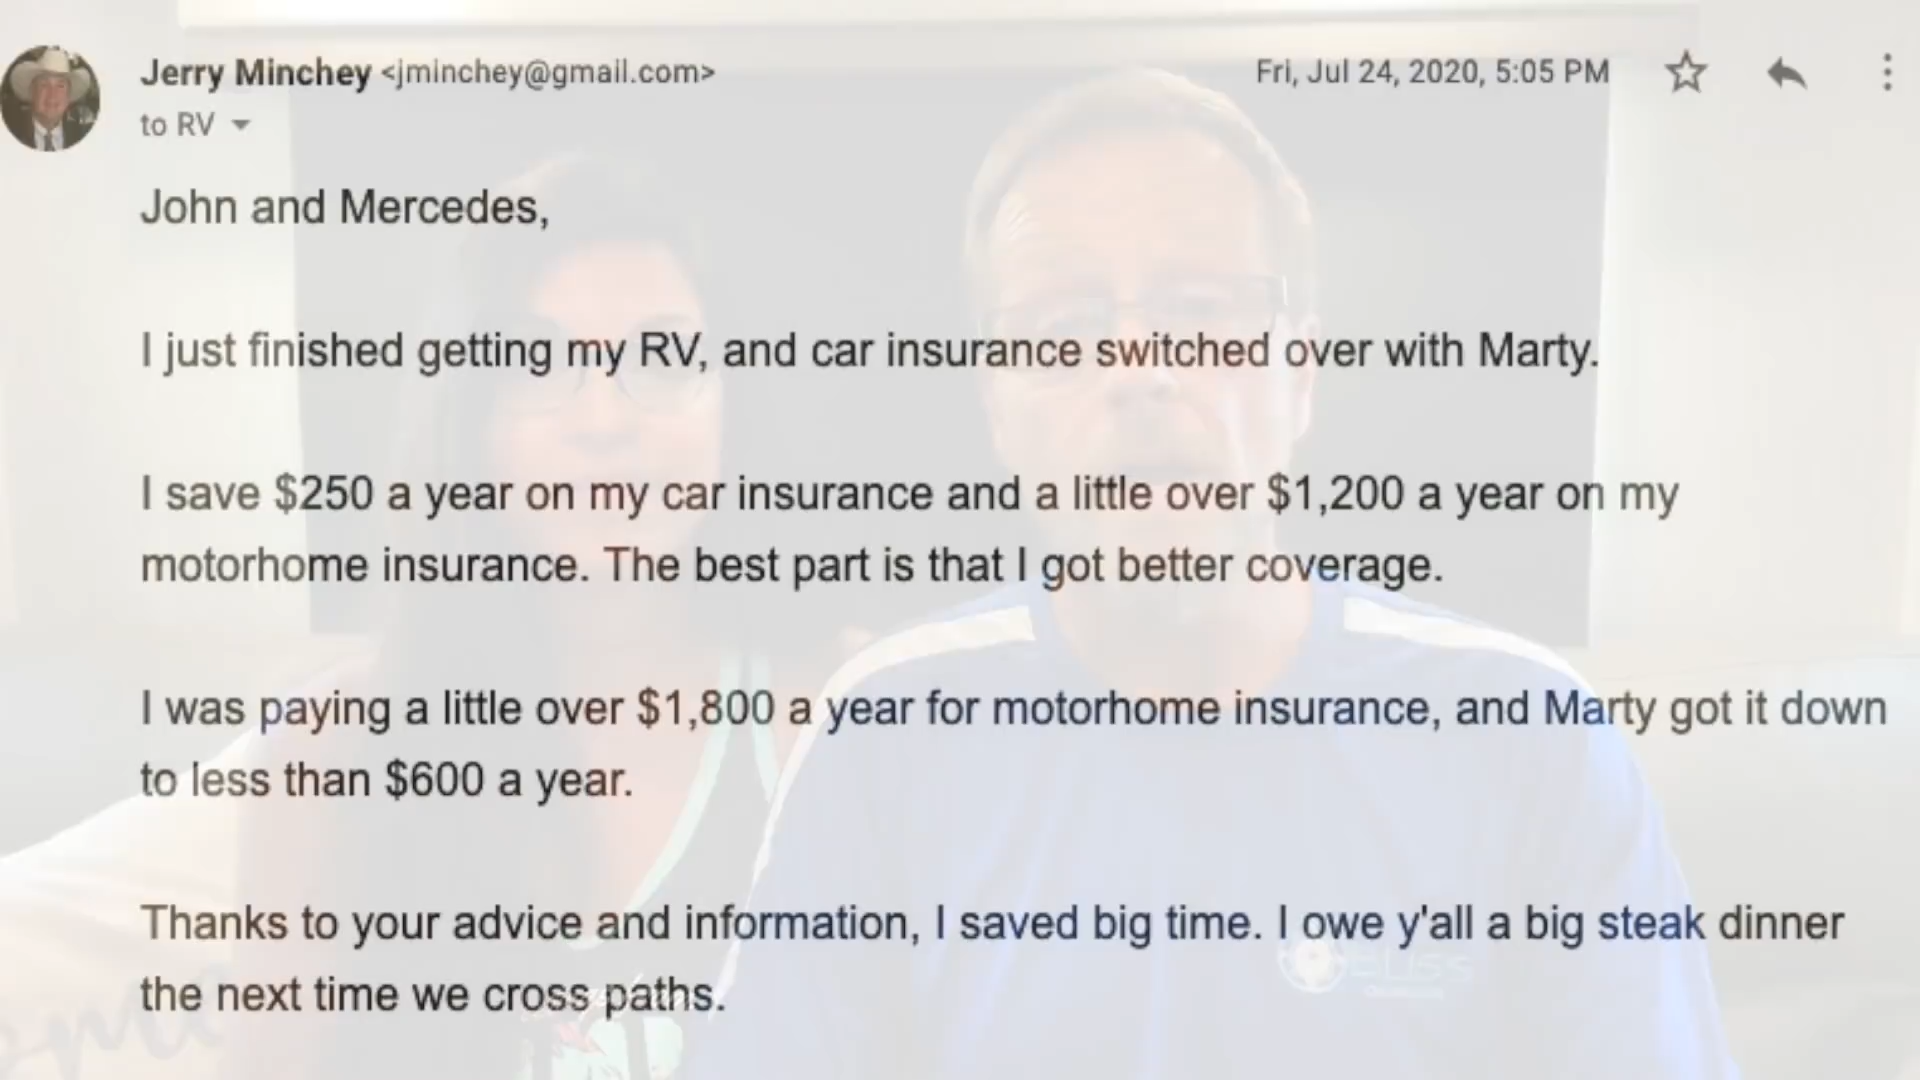 Jerry Minchey <jminchey@gmail.com>
Fri, Jul 24, 2020, 5:05 PM
to RV
John and Mercedes,
I just finished getting my RV, and car insurance switched over with Marty.
I save $250 a year on my car insurance and a little over $1,200 a year on my
motorhome insurance. The best part is that I got better coverage.
I was paying a little over $1,800 a year for motorhome insurance, and Marty got it down
to less than $600 a year.
Thanks to your advice and information, I saved big time. I owe y'all a big steak dinner
the next time we cross paths.